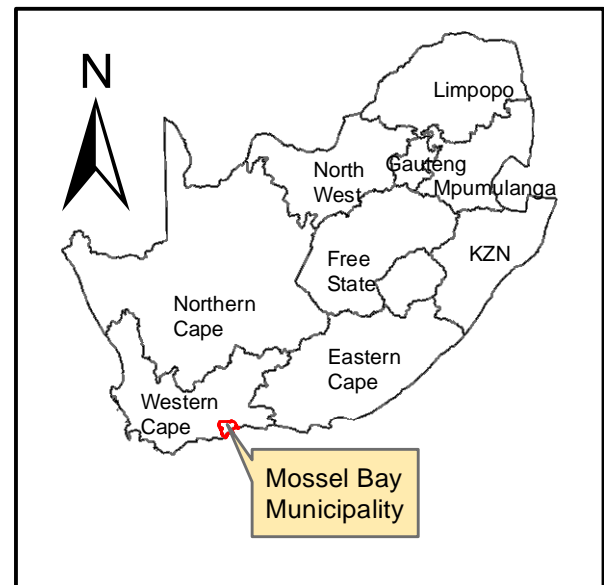 N
Limpopo
North
West
Gauteng
Mpumulanga
Free
State
KZN
Northern
Cape
Eastern
Cape
Western
Cape
Mossel Bay
Municipality